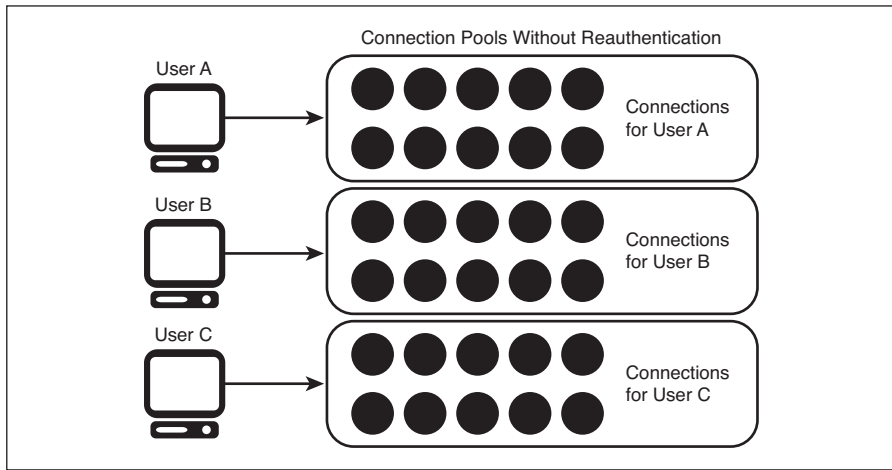 Connection Pools Without Reauthentication
User A
Connections
for User A
User B
Connections
for User B
User C
Connections
for User C